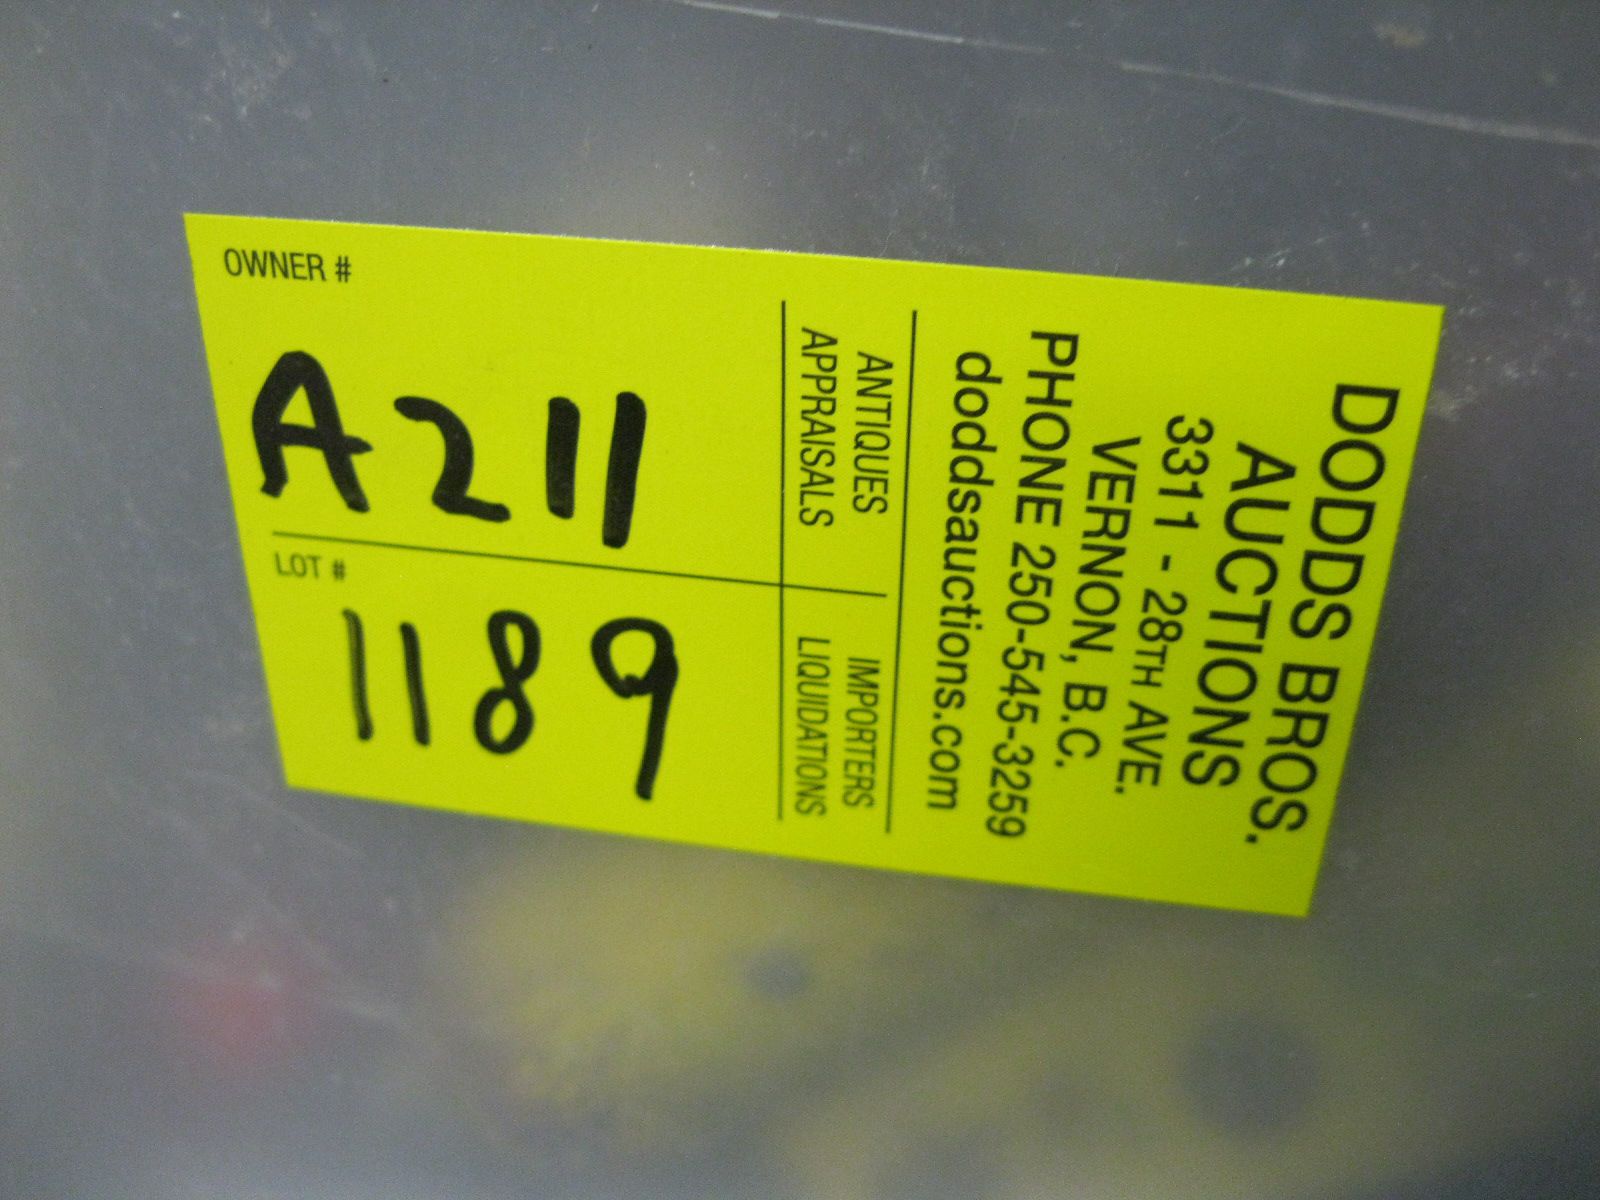 OWNER #
A211
LOT #
1189
DODDS BROS.
AUCTIONS
3311 - 28TH AVE.
VERNON, B.C.
PHONE 250-545-3259
doddsauctions.com
ANTIQUES
APPRAISALS
IMPORTERS
LIQUIDATIONS